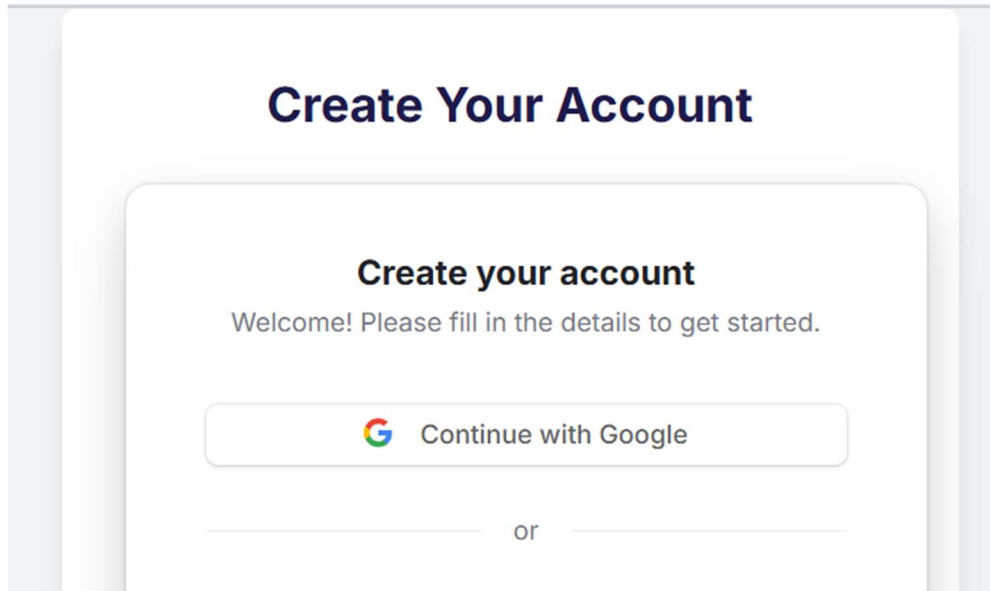 Create Your Account
Create your account
Welcome! Please fill in the details to get started.
Continue with Google
or